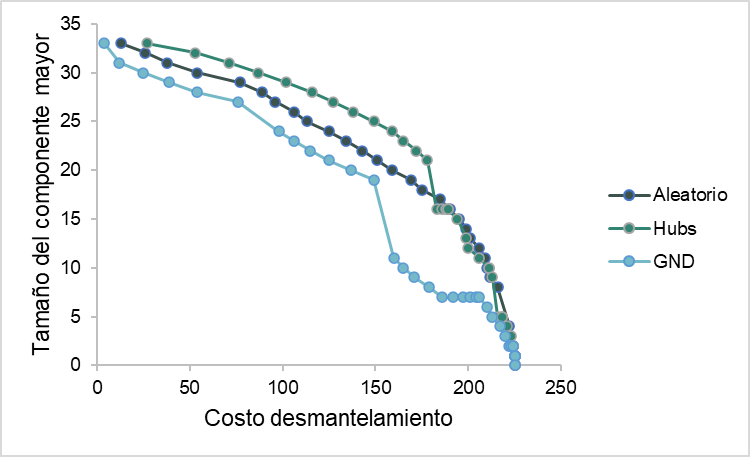 Tamaño del componente mayor
35
30
25
20
15
10
5
0
0 50 100 150 200 250
Costo desmantelamiento
Aleatorio
Hubs
GND